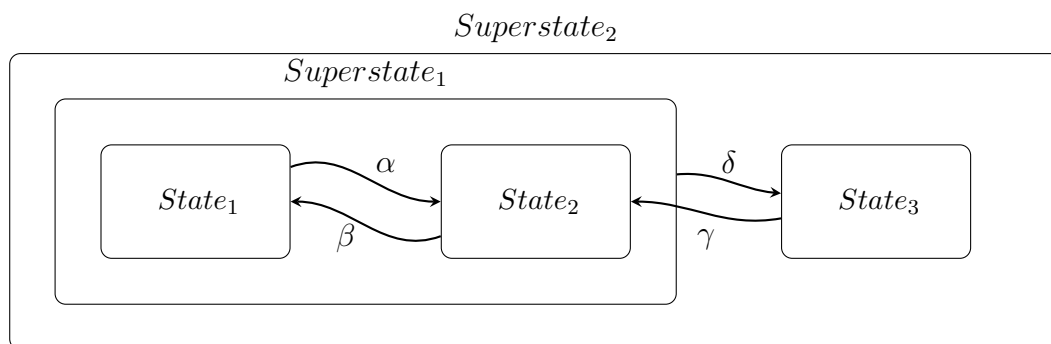 Superstate₂
Superstate₁
α
δ
State₁
State₂
State₃
β
γ